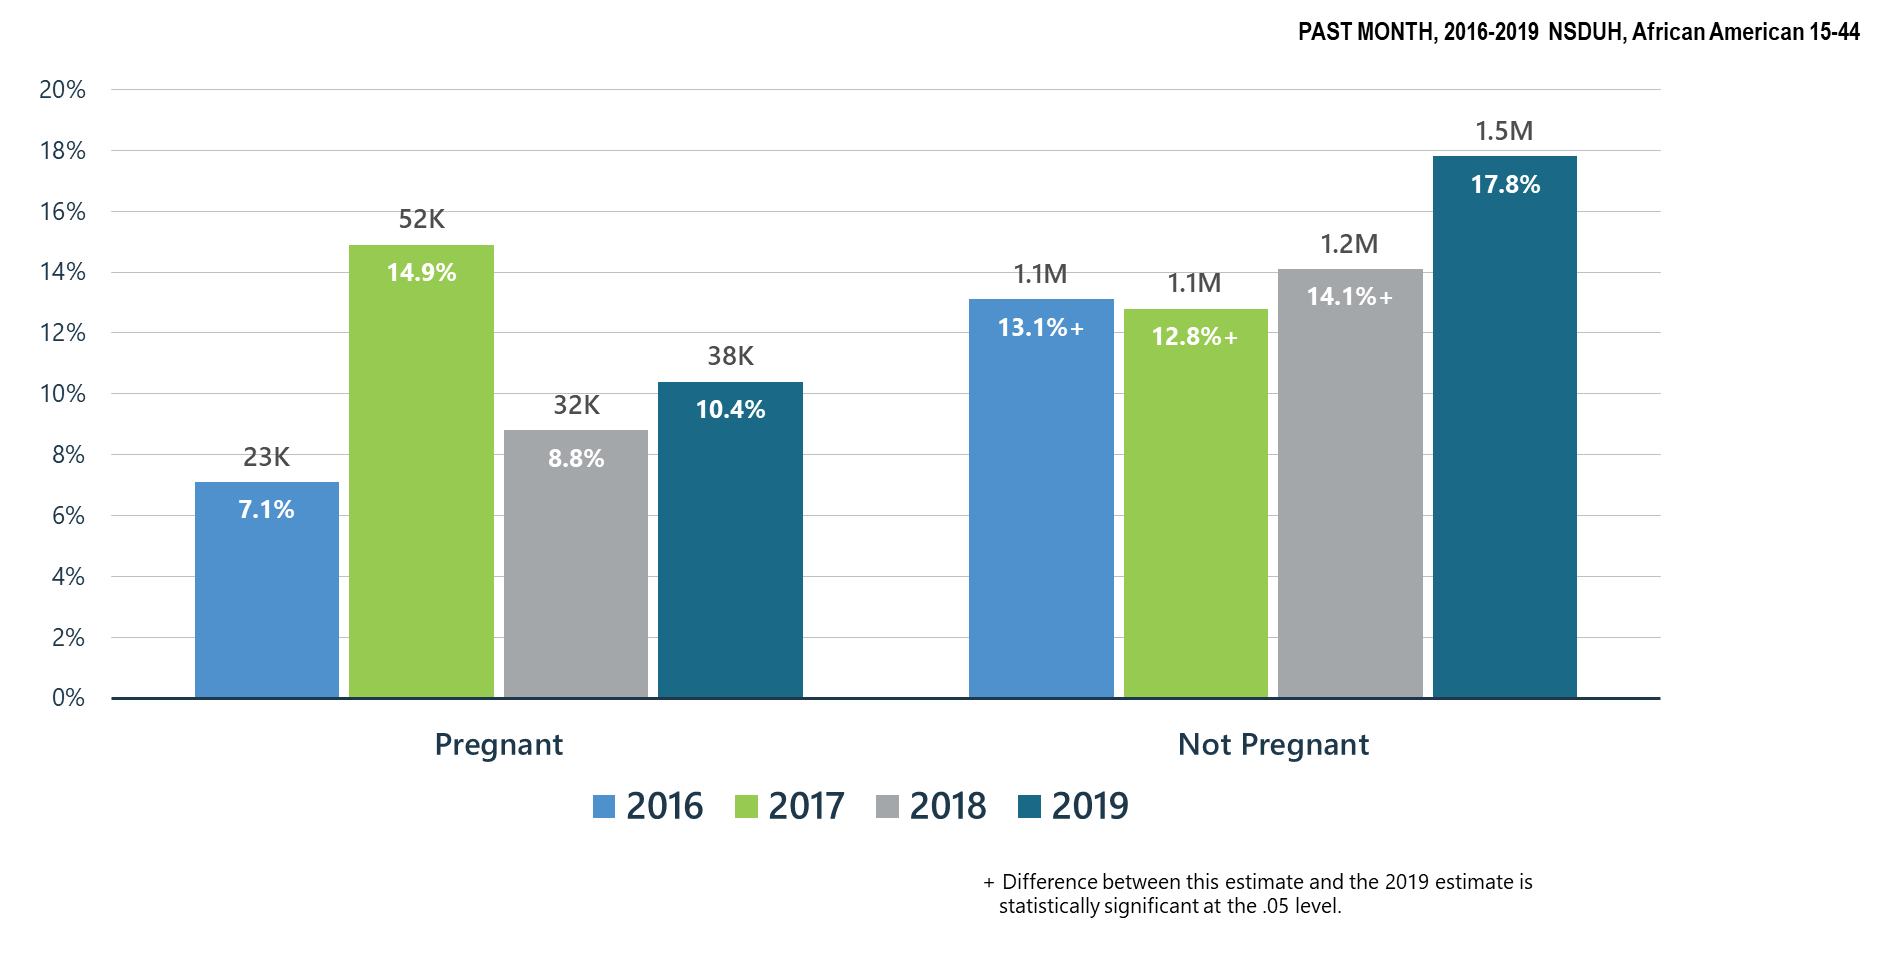 PAST MONTH, 2016-2019 NSDUH, African American 15-44
20%
18%
16%
14%
12%
10%
8%
6%
4%
2%
0%
23K
7.1%
52K
14.9%
32K
8.8%
38K
10.4%
1.1M
13.1%+
1.1M
12.8%+
1.2M
14.1%+
1.5M
17.8%
Pregnant
Not Pregnant
2016 2017 2018 2019
+ Difference between this estimate and the 2019 estimate is
statistically significant at the .05 level.